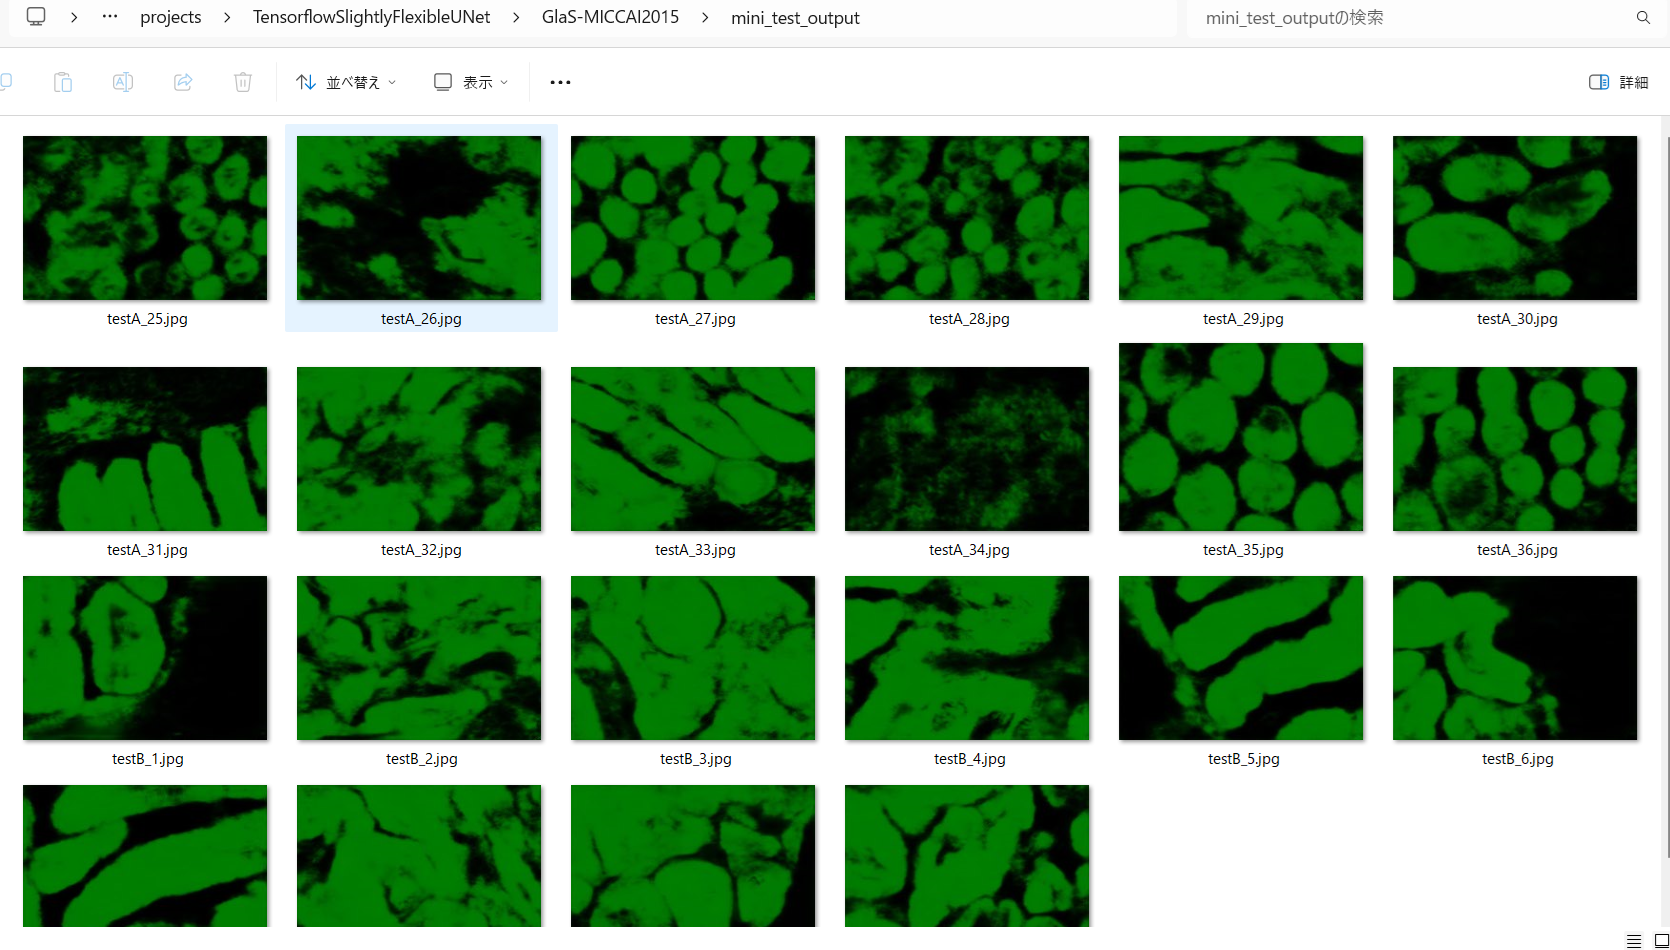 projects > TensorflowSlightlyFlexibleUNet > GlaS-MICCAI2015 > mini_test_output
mini_test_outputの検索
並べ替え
表示
詳細
testA_25.jpg
testA_26.jpg
testA_27.jpg
testA_28.jpg
testA_29.jpg
testA_30.jpg
testA_31.jpg
testA_32.jpg
testA_33.jpg
testA_34.jpg
testA_35.jpg
testA_36.jpg
testB_1.jpg
testB_2.jpg
testB_3.jpg
testB_4.jpg
testB_5.jpg
testB_6.jpg